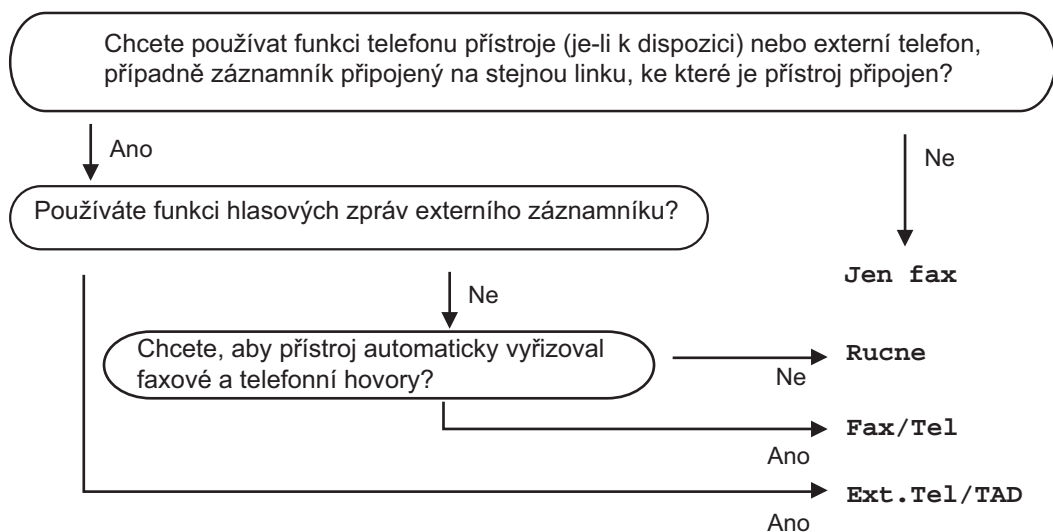 Chcete používat funkci telefonu přístroje (je-li k dispozici) nebo externí telefon,
případně záznamník připojený na stejnou linku, ke které je přístroj připojen?
Ano
Ne
Používáte funkci hlasových zpráv externího záznamníku?
Jen fax
Ne
Chcete, aby přístroj automaticky vyřizoval
faxové a telefonní hovory?
Ne
Rucne
Ano
Fax/Tel
Ano
Ext.Tel/TAD